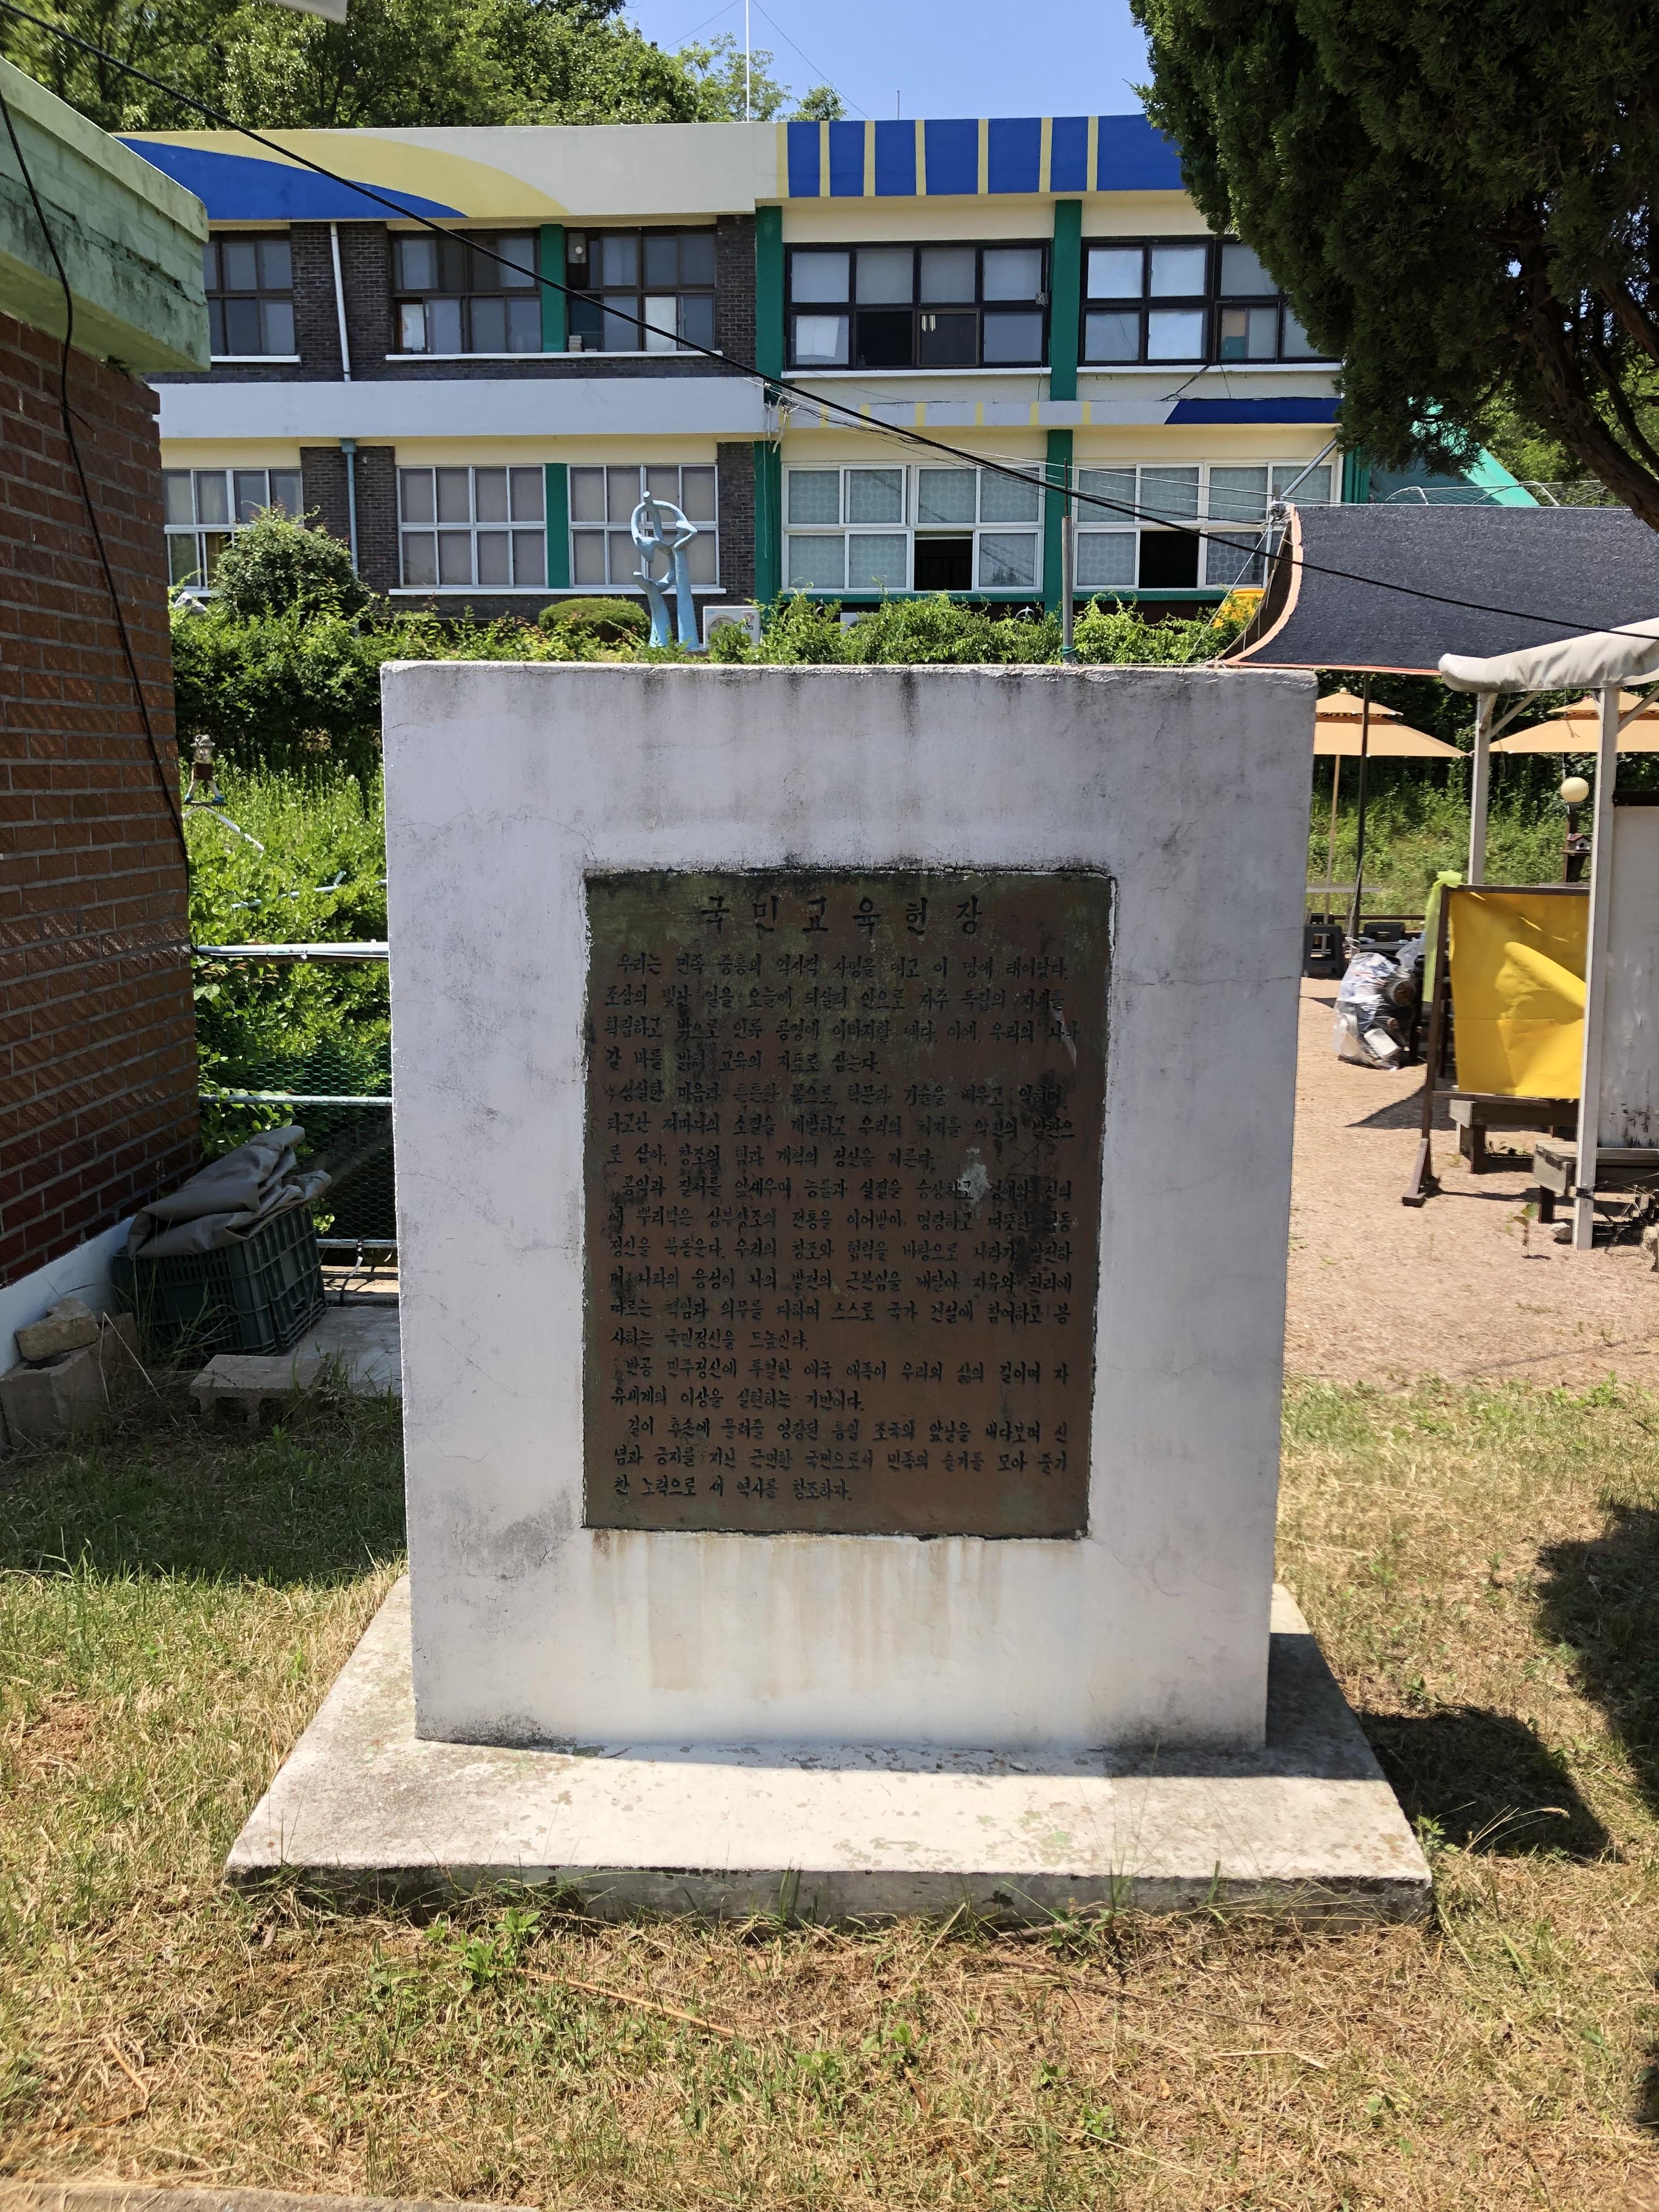 국민교육헌장
우리는 민족 중흥의 역사적 사명을 띠고 이 땅에 태어났다.
조상의 빛난 얼을 오늘에 되살려 안으로 자주 독립의 자세를
확립하고 밖으로 인류 공영에 이바지할 때다. 이에 우리의 나아
갈 바를 밝혀 교육의 지표로 삼는다.
성실한 마음과 튼튼한 몸으로 학문과 기술을 배우고 익히며
타고난 저마다의 소질을 개발하고 우리의 처지를 약진의 발판으
로 삼아, 창조의 힘과 개척의 정신을 기른다.
공익과 질서를 앞세우며 능률과 실질을 숭상하고 경애와 신의
에 뿌리박은 상부상조의 전통을 이어받아 명랑하고 따뜻한 협동
정신을 북돋운다. 우리의 창조와 협력을 바탕으로 나라가 발전하
며 나라의 융성이 나의 발전의 근본임을 깨달아 자유와 권리에
따르는 책임과 의무를 다하며 스스로 국가 건설에 참여하고 봉
사하는 국민정신을 드높인다.
반공 민주정신에 투철한 애국 애족이 우리의 삶의 길이며 자
유세계의 이상을 실현하는 기반이다.
길이 후손에 물려줄 영광된 통일 조국의 앞날을 내다보며 신
념과 긍지를 지닌 근면한 국민으로서 민족의 슬기를 모아 줄기
찬 노력으로 새 역사를 창조하자.